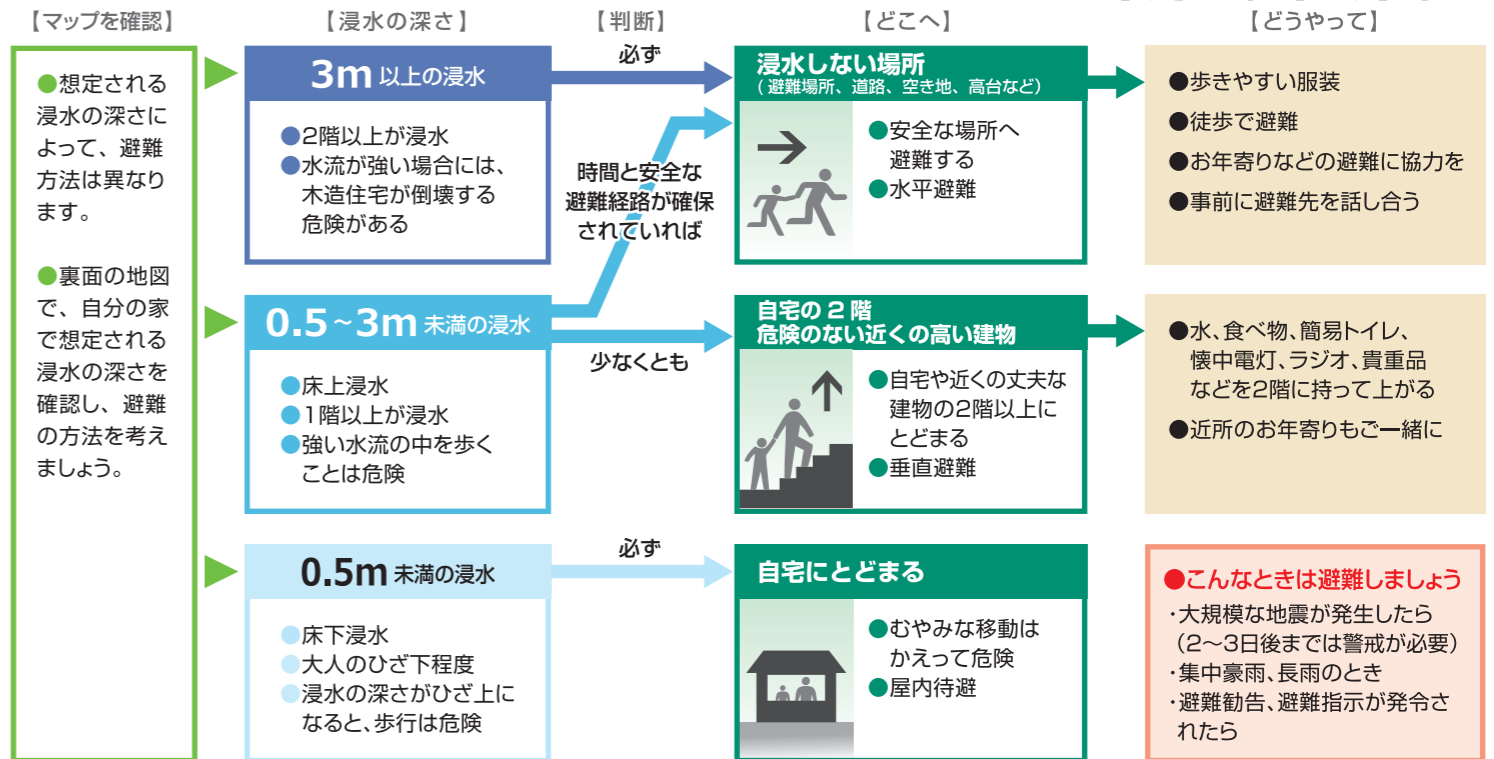 【マップを確認】
【浸水の深さ】
【判断】
【どこへ】
【どうやって】
●想定される
浸水の深さに
よって、避難
方法は異なり
ます。
●裏面の地図
で、自分の家
で想定される
浸水の深さを
確認し、避難
の方法を考え
ましょう。
3m 以上の浸水
●2階以上が浸水
●水流が強い場合には、
木造住宅が倒壊する
危険がある
必ず
浸水しない場所
(避難場所、道路、空き地、高台など)
●安全な場所へ
避難する
●水平避難
●歩きやすい服装
●徒歩で避難
●お年寄りなどの避難に協力を
●事前に避難先を話し合う
時間と安全な
避難経路が確保
されていれば
0.5～3m 未満の浸水
●床上浸水
●1階以上が浸水
●強い水流の中を歩く
ことは危険
少なくとも
自宅の2階
危険のない近くの高い建物
●自宅や近くの丈夫な
建物の2階以上に
とどまる
●垂直避難
●水、食べ物、簡易トイレ、
懐中電灯、ラジオ、貴重品
などを2階に持って上がる
●近所のお年寄りもご一緒に
0.5m 未満の浸水
●床下浸水
●大人のひざ下程度
●浸水の深さがひざ上に
なると、歩行は危険
必ず
自宅にとどまる
●むやみな移動は
かえって危険
●屋内待避
●こんなときは避難しましょう
・大規模な地震が発生したら
（2～3日後までは警戒が必要）
・集中豪雨、長雨のとき
・避難勧告、避難指示が発令さ
れたら